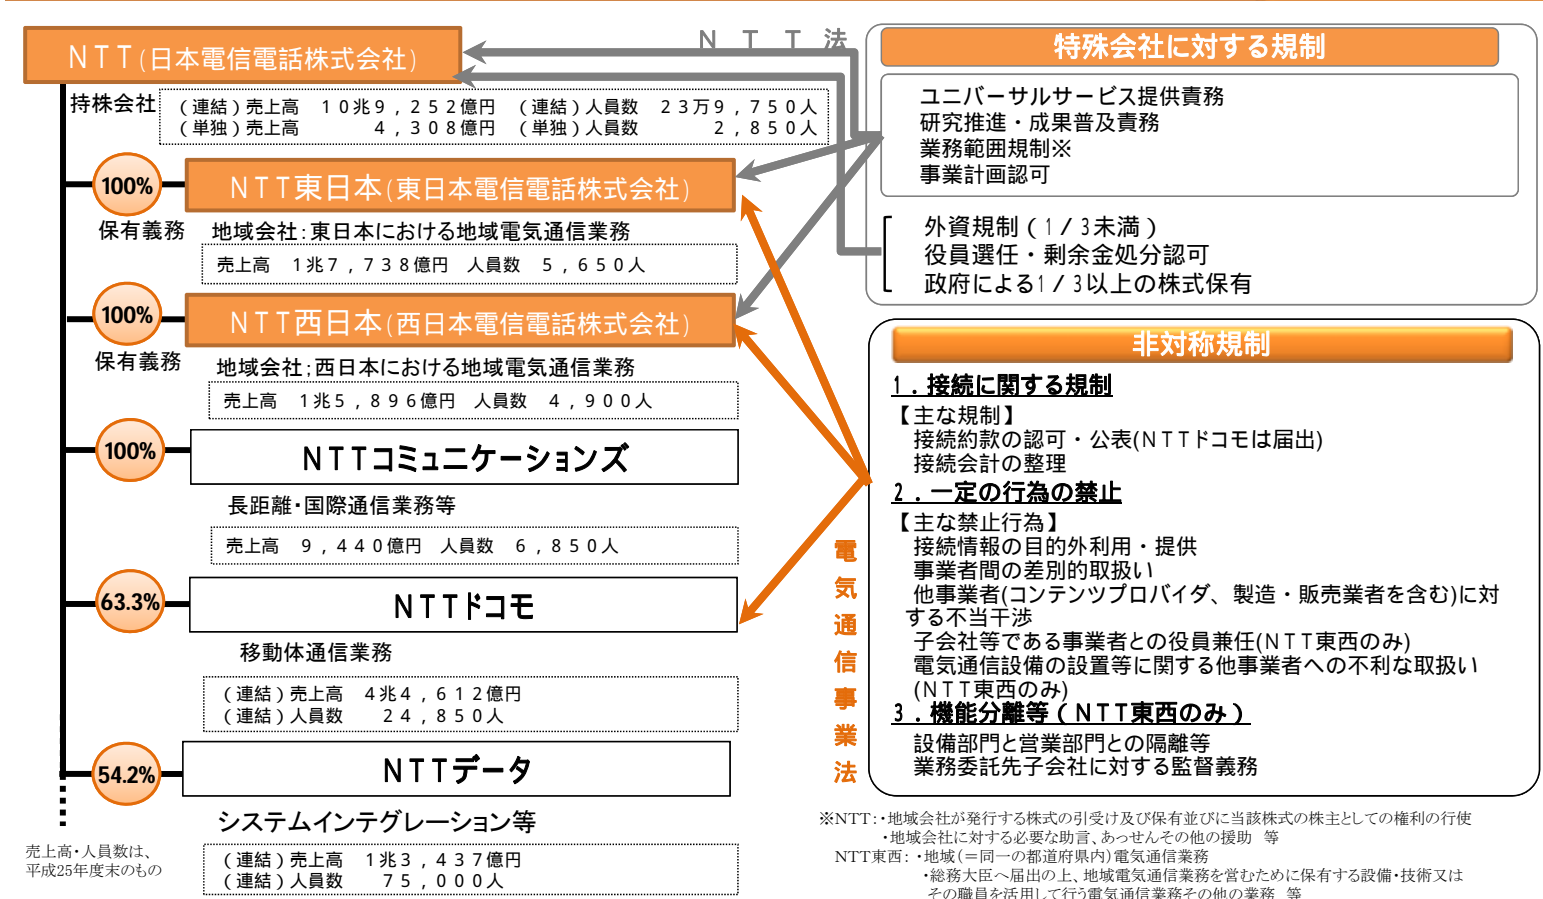 NTT(日本電信電話株式会社)
持株会社
(連結)売上高 10兆9,252億円 (連結)人員数 23万9,750人
(単独)売上高 4,308億円 (単独)人員数 2,850人
100%
NTT東日本(東日本電信電話株式会社)
保有義務
地域会社:東日本における地域電気通信業務
売上高 1兆7,738億円 人員数 5,650人
100%
NTT西日本(西日本電信電話株式会社)
保有義務
地域会社;西日本における地域電気通信業務
売上高 1兆5,896億円 人員数 4,900人
100%
NTTコミュニケーションズ
長距離・国際通信業務等
売上高 9,440億円 人員数 6,850人
63.3%
NTTドコモ
移動体通信業務
(連結)売上高 4兆4,612億円
(連結)人員数 24,850人
54.2%
NTTデータ
システムインテグレーション等
(連結)売上高 1兆3,437億円
(連結)人員数 75,000人
売上高・人員数は、
平成25年度末のもの
NTT法
特殊会社に対する規制
ユニバーサルサービス提供責務
研究推進・成果普及責務
業務範囲規制※
事業計画認可
外資規制(1/3未満)
役員選任・剰余金処分認可
政府による1/3以上の株式保有
電気通信事業法
非対称規制
1.接続に関する規制
【主な規制】
接続約款の認可・公表(NTTドコモは届出)
接続会計の整理
2.一定の行為の禁止
【主な禁止行為】
接続情報の目的外利用・提供
事業者間の差別的取扱い
他事業者(コンテンツプロバイダ、製造・販売業者を含む)に対
する不当干渉
子会社等である事業者との役員兼任(NTT東西のみ)
電気通信設備の設置等に関する他事業者への不利な取扱い
(NTT東西のみ)
3.機能分離等(NTT東西のみ)
設備部門と営業部門との隔離等
業務委託先子会社に対する監督義務
※NTT:・地域会社が発行する株式の引受け及び保有並びに当該株式の株主としての権利の行使
・地域会社に対する必要な助言、あっせんその他の援助 等
NTT東西:・地域(=同一の都道府県内)電気通信業務
・総務大臣へ届出の上、地域電気通信業務を営むために保有する設備・技術又は
その職員を活用して行う電気通信業務その他の業務 等